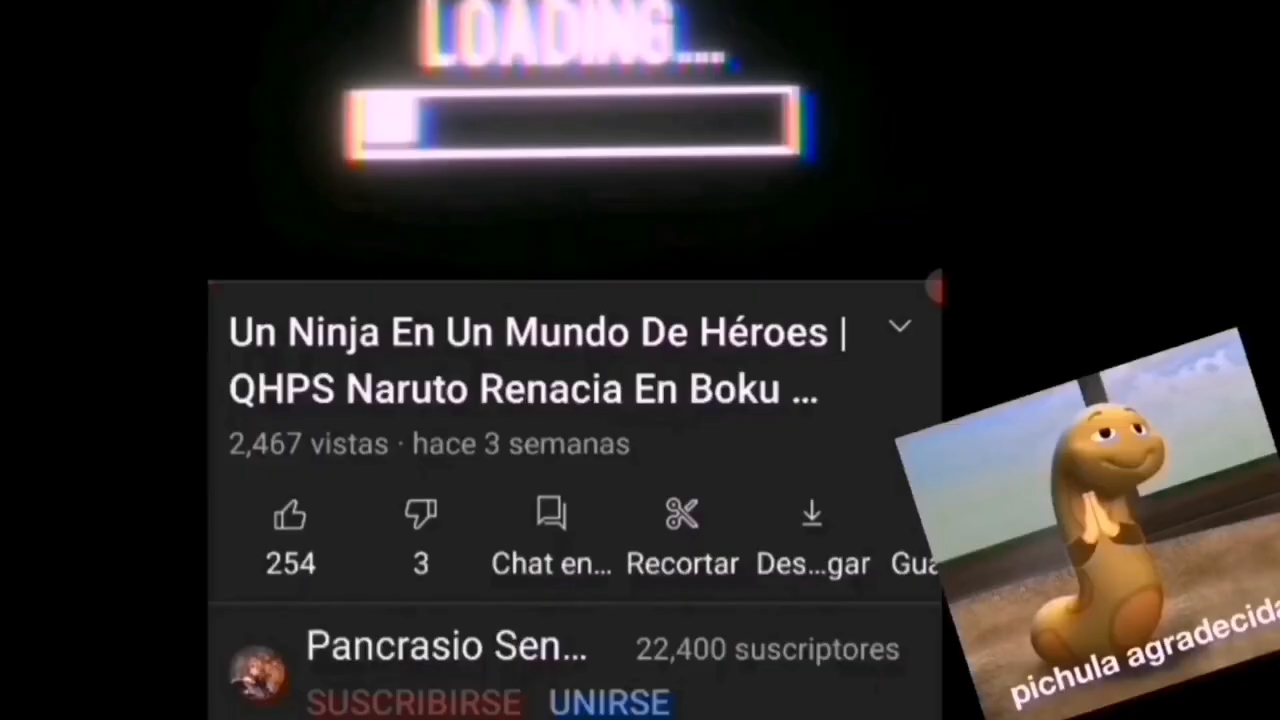 LOADING....
Un Ninja En Un Mundo De Héroes |
QHPS Naruto Renacia En Boku ...
2,467 vistas · hace 3 semanas
254
3
Chat en...
Recortar
Des...gar
Gua
Pancrasio Sen...
22,400 suscriptores
SUSCRIBIRSE
UNIRSE
pichula agradecida